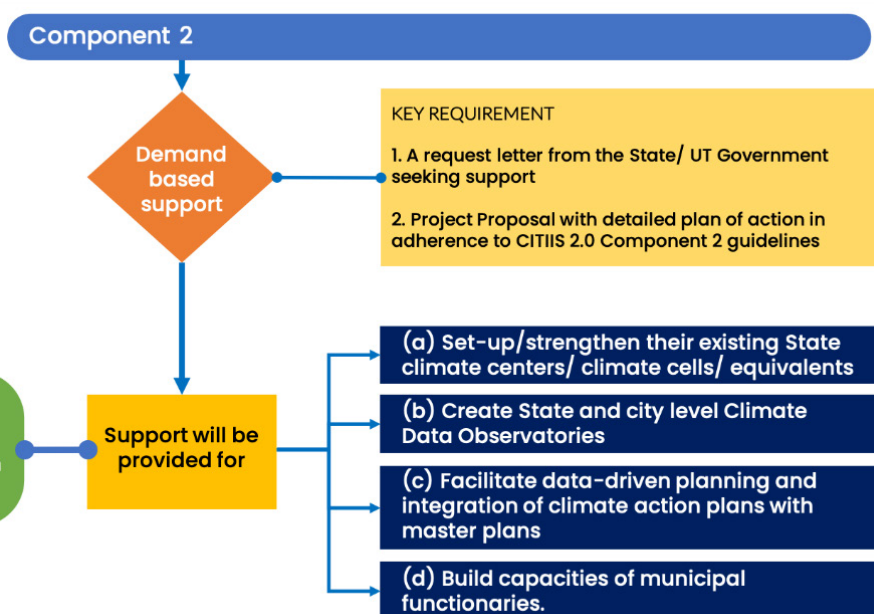 Component 2
Demand
based
support
KEY REQUIREMENT
1. A request letter from the State/ UT Government
seeking support
2. Project Proposal with detailed plan of action in
adherence to CITIIS 2.0 Component 2 guidelines
Support will be
provided for
(a) Set-up/strengthen their existing State
climate centers/ climate cells/ equivalents
(b) Create State and city level Climate
Data Observatories
(c) Facilitate data-driven planning and
integration of climate action plans with
master plans
(d) Build capacities of municipal
functionaries.